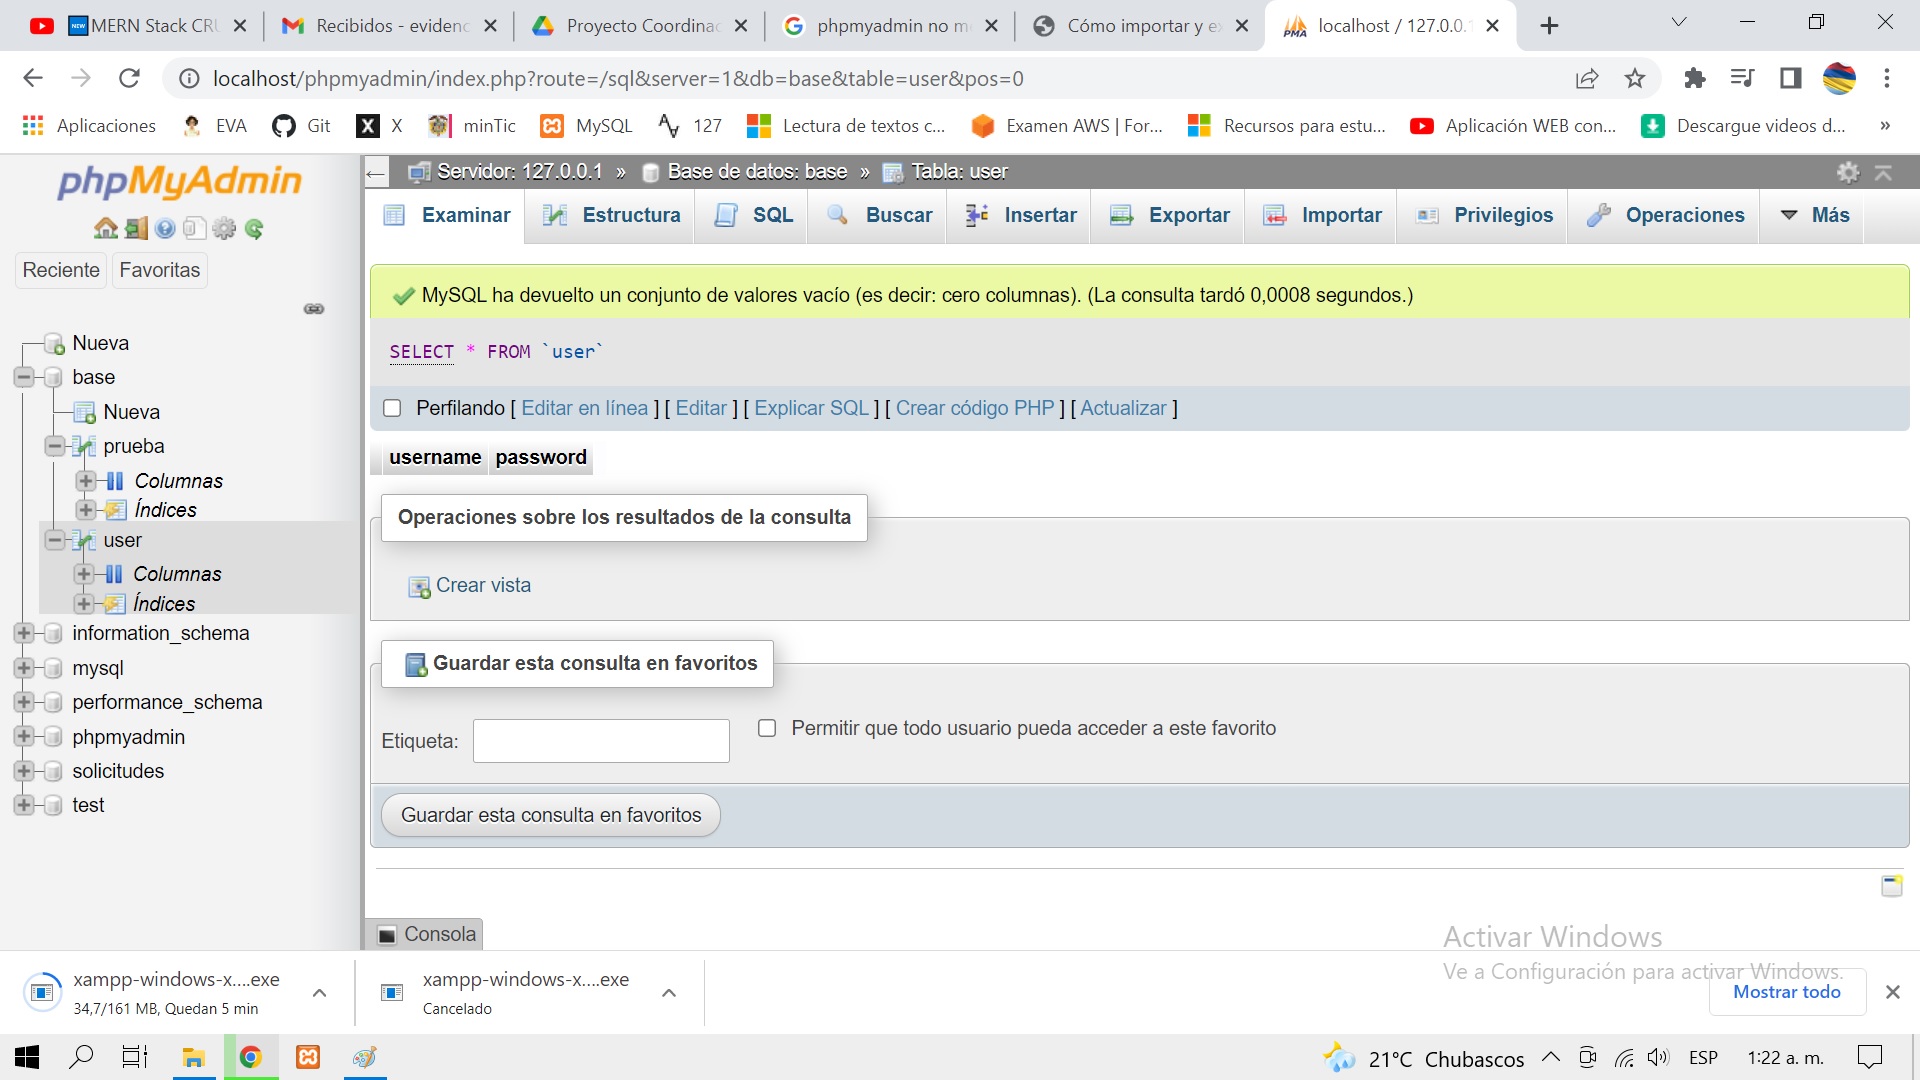 NEW MERN Stack CRU
Recibidos - evidenc
Proyecto Coordinac
phpmyadmin no m
Cómo importar y ex
localhost / 127.0.0.1
localhost/phpmyadmin/index.php?route=/sql&server=1&db=base&table=user&pos=0
Aplicaciones
EVA
Git
X
minTic
MySQL
127
Lectura de textos c...
Examen AWS | For...
Recursos para estu...
Aplicación WEB con...
Descargue videos d...
»
phpMyAdmin
Reciente
Favoritas
Nueva
base
Nueva
prueba
Columnas
Índices
user
Columnas
Índices
information_schema
mysql
performance_schema
phpmyadmin
solicitudes
test
Servidor: 127.0.0.1 » Base de datos: base » Tabla: user
Examinar
Estructura
SQL
Buscar
Insertar
Exportar
Importar
Privilegios
Operaciones
Más
MySQL ha devuelto un conjunto de valores vacío (es decir: cero columnas). (La consulta tardó 0,0008 segundos.)
SELECT * FROM `user`
Perfilando [ Editar en línea ] [ Editar ] [ Explicar SQL ] [ Crear código PHP ] [ Actualizar ]
username password
Operaciones sobre los resultados de la consulta
Crear vista
Guardar esta consulta en favoritos
Etiqueta:
Permitir que todo usuario pueda acceder a este favorito
Guardar esta consulta en favoritos
Consola
Activar Windows
Ve a Configuración para activar Windows.
xampp-windows-x....exe
34,7/161 MB, Quedan 5 min
xampp-windows-x....exe
Cancelado
Mostrar todo
21°C Chubascos
ESP
1:22 a. m.